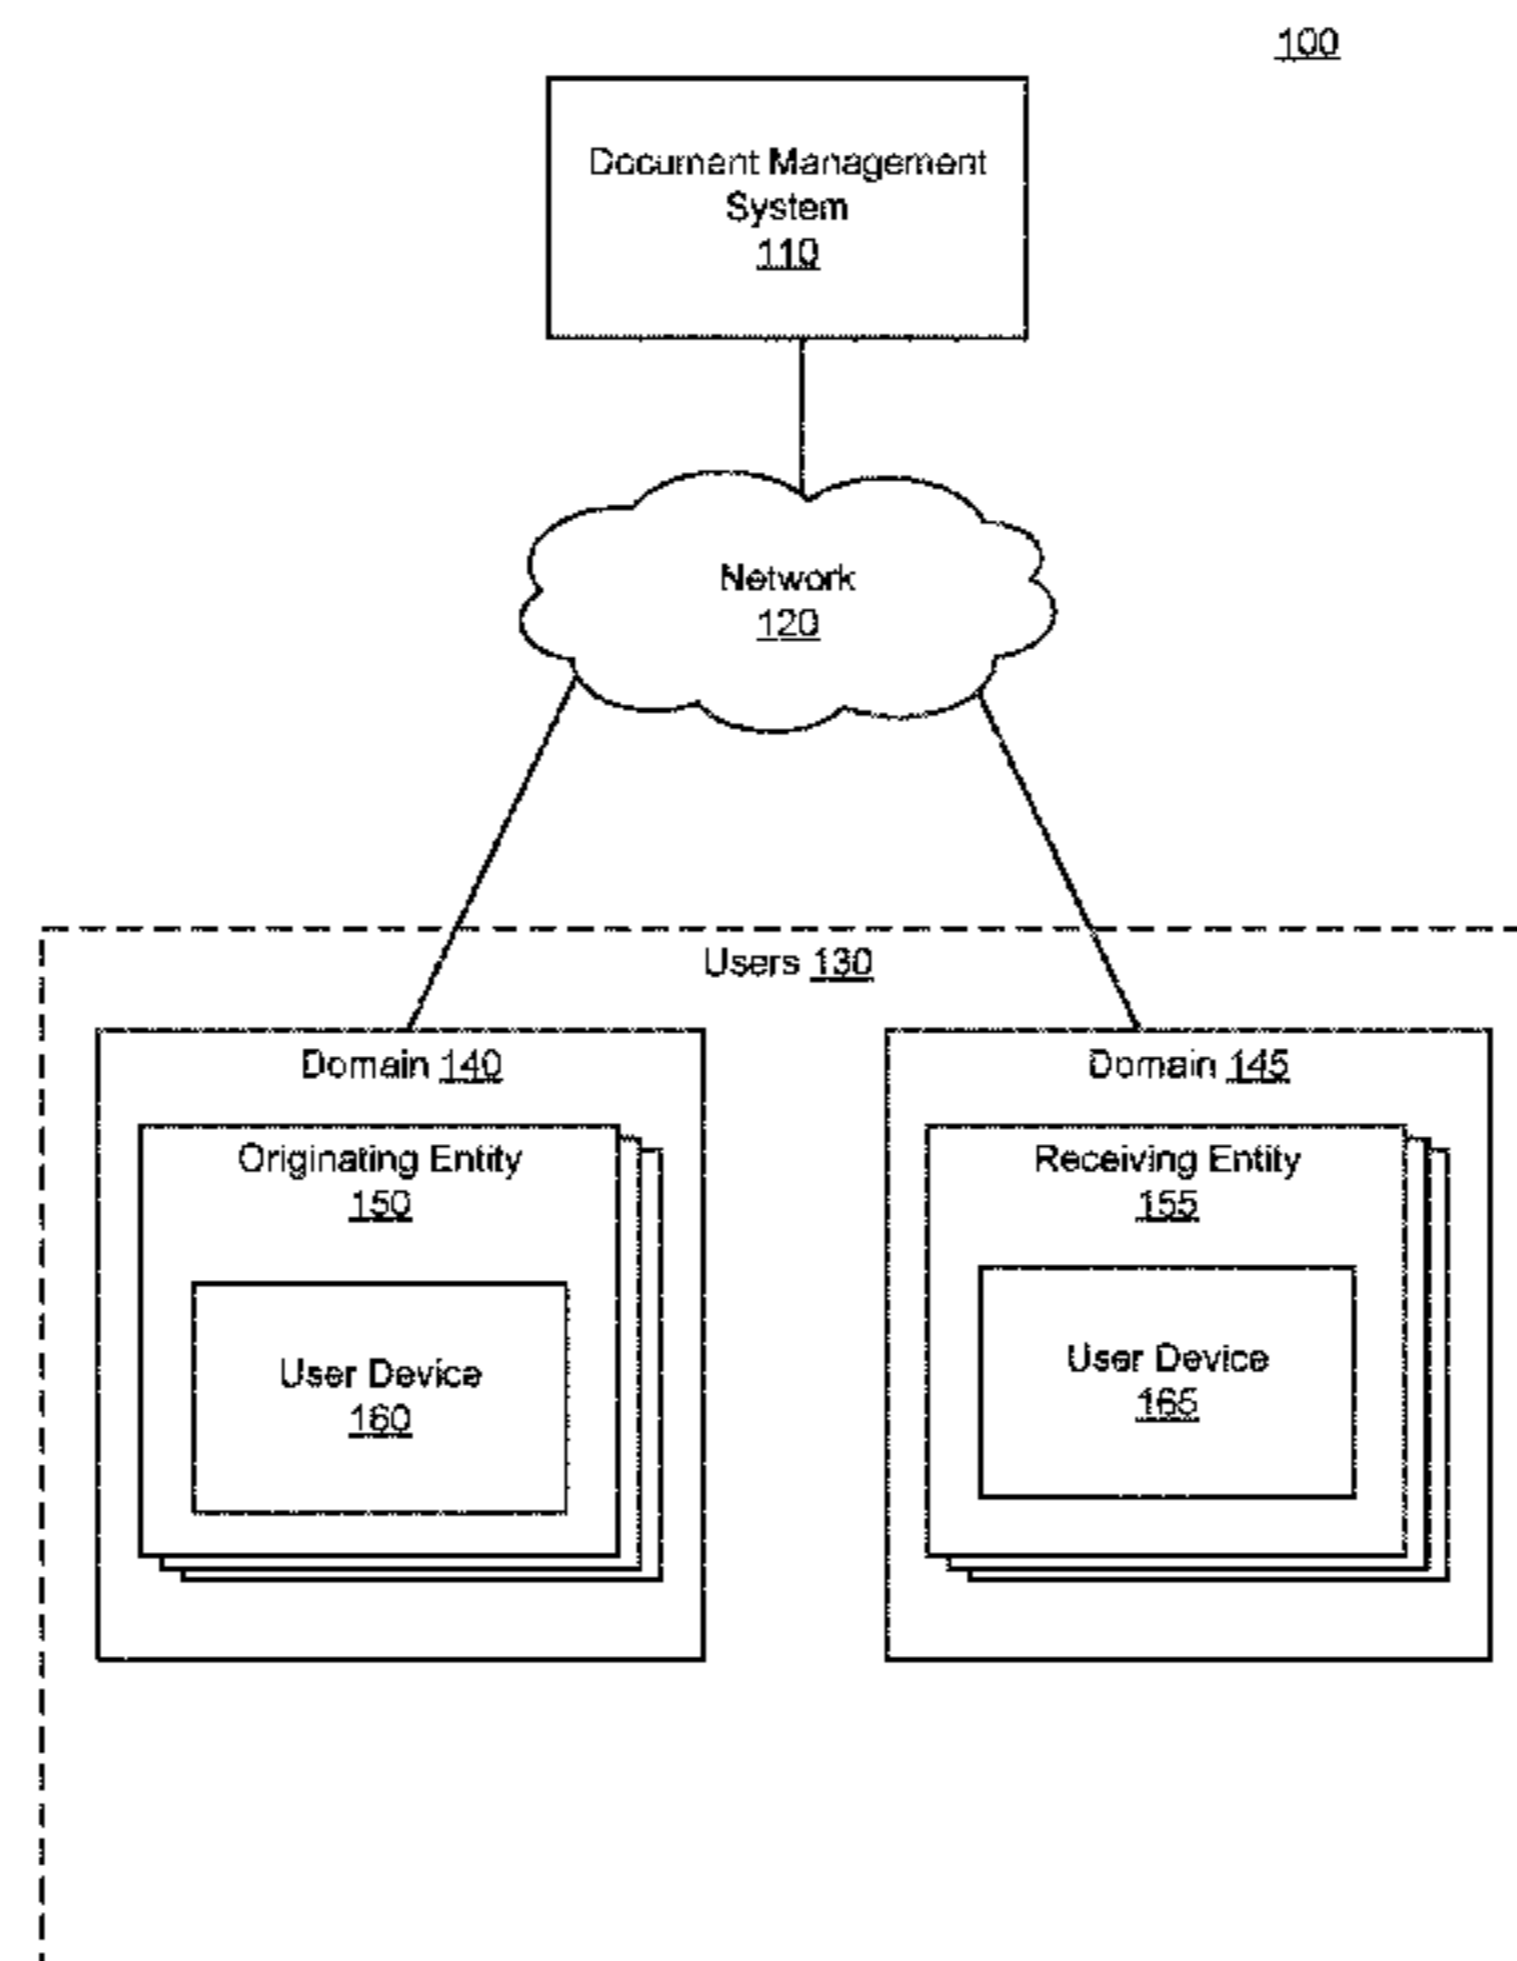 100
Document Management
System
110
Network
120
Users 130
Domain 140
Originating Entity
150
User Device
160
Domain 145
Receiving Entity
155
User Device
165